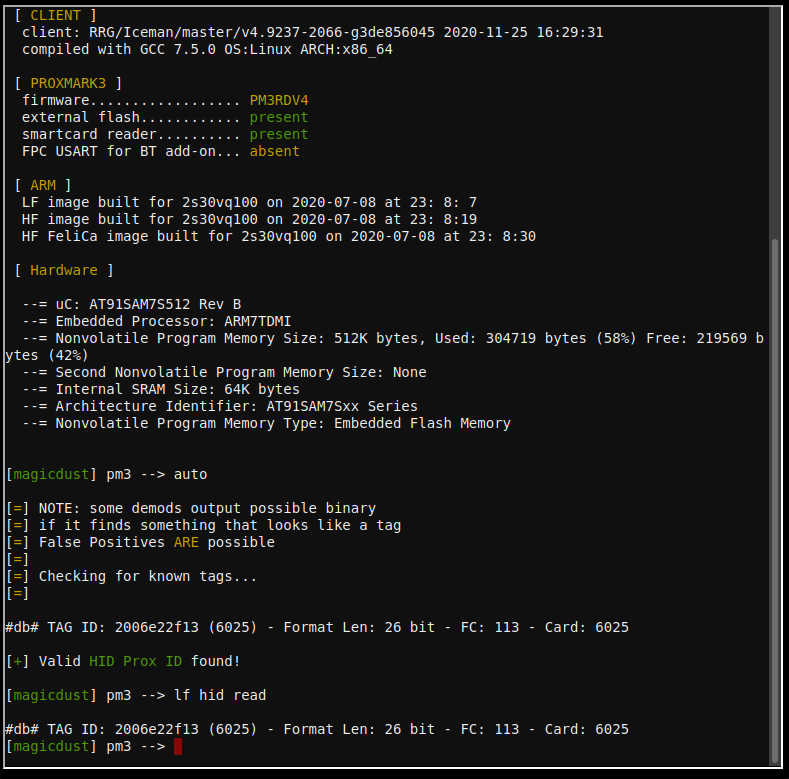 [ CLIENT ]
client: RRG/Iceman/master/v4.9237-2066-g3de856045 2020-11-25 16:29:31
compiled with GCC 7.5.0 OS:Linux ARCH:x86_64
[ PROXMARK3 ]
firmware.................. PM3RDV4
external flash............ present
smartcard reader.......... present
FPC USART for BT add-on... absent
[ ARM ]
LF image built for 2s30vq100 on 2020-07-08 at 23: 8: 7
HF image built for 2s30vq100 on 2020-07-08 at 23: 8:19
HF FeliCa image built for 2s30vq100 on 2020-07-08 at 23: 8:30
[ Hardware ]
--= uC: AT91SAM7S512 Rev B
--= Embedded Processor: ARM7TDMI
--= Nonvolatile Program Memory Size: 512K bytes, Used: 304719 bytes (58%) Free: 219569 b
ytes (42%)
--= Second Nonvolatile Program Memory Size: None
--= Internal SRAM Size: 64K bytes
--= Architecture Identifier: AT91SAM7Sxx Series
--= Nonvolatile Program Memory Type: Embedded Flash Memory
[magicdust] pm3 --> auto
[=] NOTE: some demods output possible binary
[=] if it finds something that looks like a tag
[=] False Positives ARE possible
[=]
[=] Checking for known tags...
[=]
#db# TAG ID: 2006e22f13 (6025) - Format Len: 26 bit - FC: 113 - Card: 6025
[+] Valid HID Prox ID found!
[magicdust] pm3 --> lf hid read
#db# TAG ID: 2006e22f13 (6025) - Format Len: 26 bit - FC: 113 - Card: 6025
[magicdust] pm3 -->